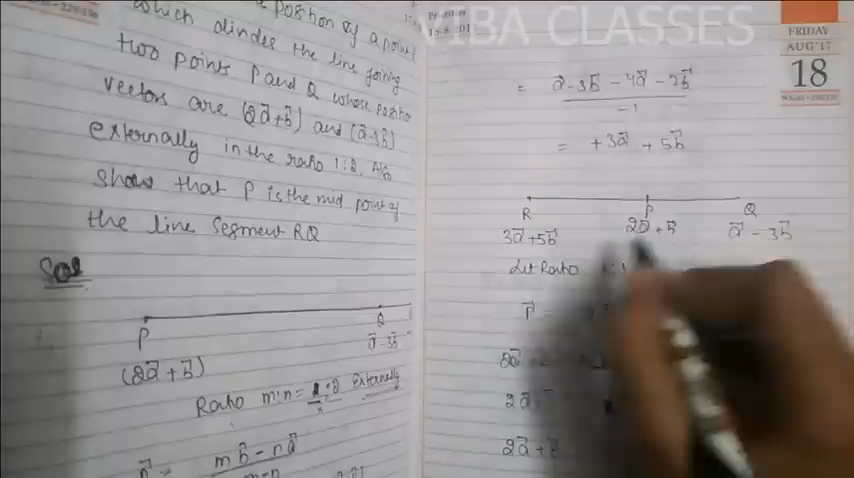 Position of a point
which divides the line joining
two points P and Q whose position
vectors are (2a⃗+b⃗) and (a⃗-3b⃗)
externally in the ratio 1:2. Also
show that P is the mid point of
the line segment RQ
Sol
P
Q
(2a⃗+b⃗)
a⃗-3b⃗
Ratio m:n = 1:2 Externally
mb⃗ - na⃗
m-n
VIBA CLASSES
FRIDAY
AUG'17
18
= a⃗-3b⃗ - 4a⃗ - 2b⃗
-1
= +3a⃗ + 5b⃗
R P Q
3a⃗+5b⃗ 2a⃗+b⃗ a⃗ - 3b⃗
Let Ratio
2a⃗+b⃗